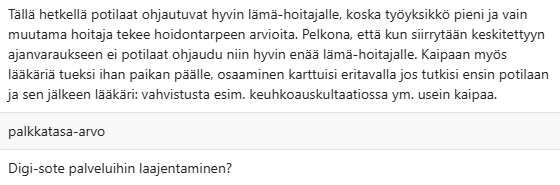 Tällä hetkellä potilaat ohjautuvat hyvin lämä-hoitajalle, koska työyksikkö pieni ja vain
muutama hoitaja tekee hoidontarpeen arvioita. Pelkona, että kun siirrytään keskitettyyn
ajanvaraukseen ei potilaat ohjaudu niin hyvin enää lämä-hoitajalle. Kaipaan myös
lääkäriä tueksi ihan paikan päälle, osaaminen karttuisi eritavalla jos tutkisi ensin potilaan
ja sen jälkeen lääkäri: vahvistusta esim. keuhkoauskultaatiossa ym. usein kaipaa.
palkkatasa-arvo
Digi-sote palveluihin laajentaminen?